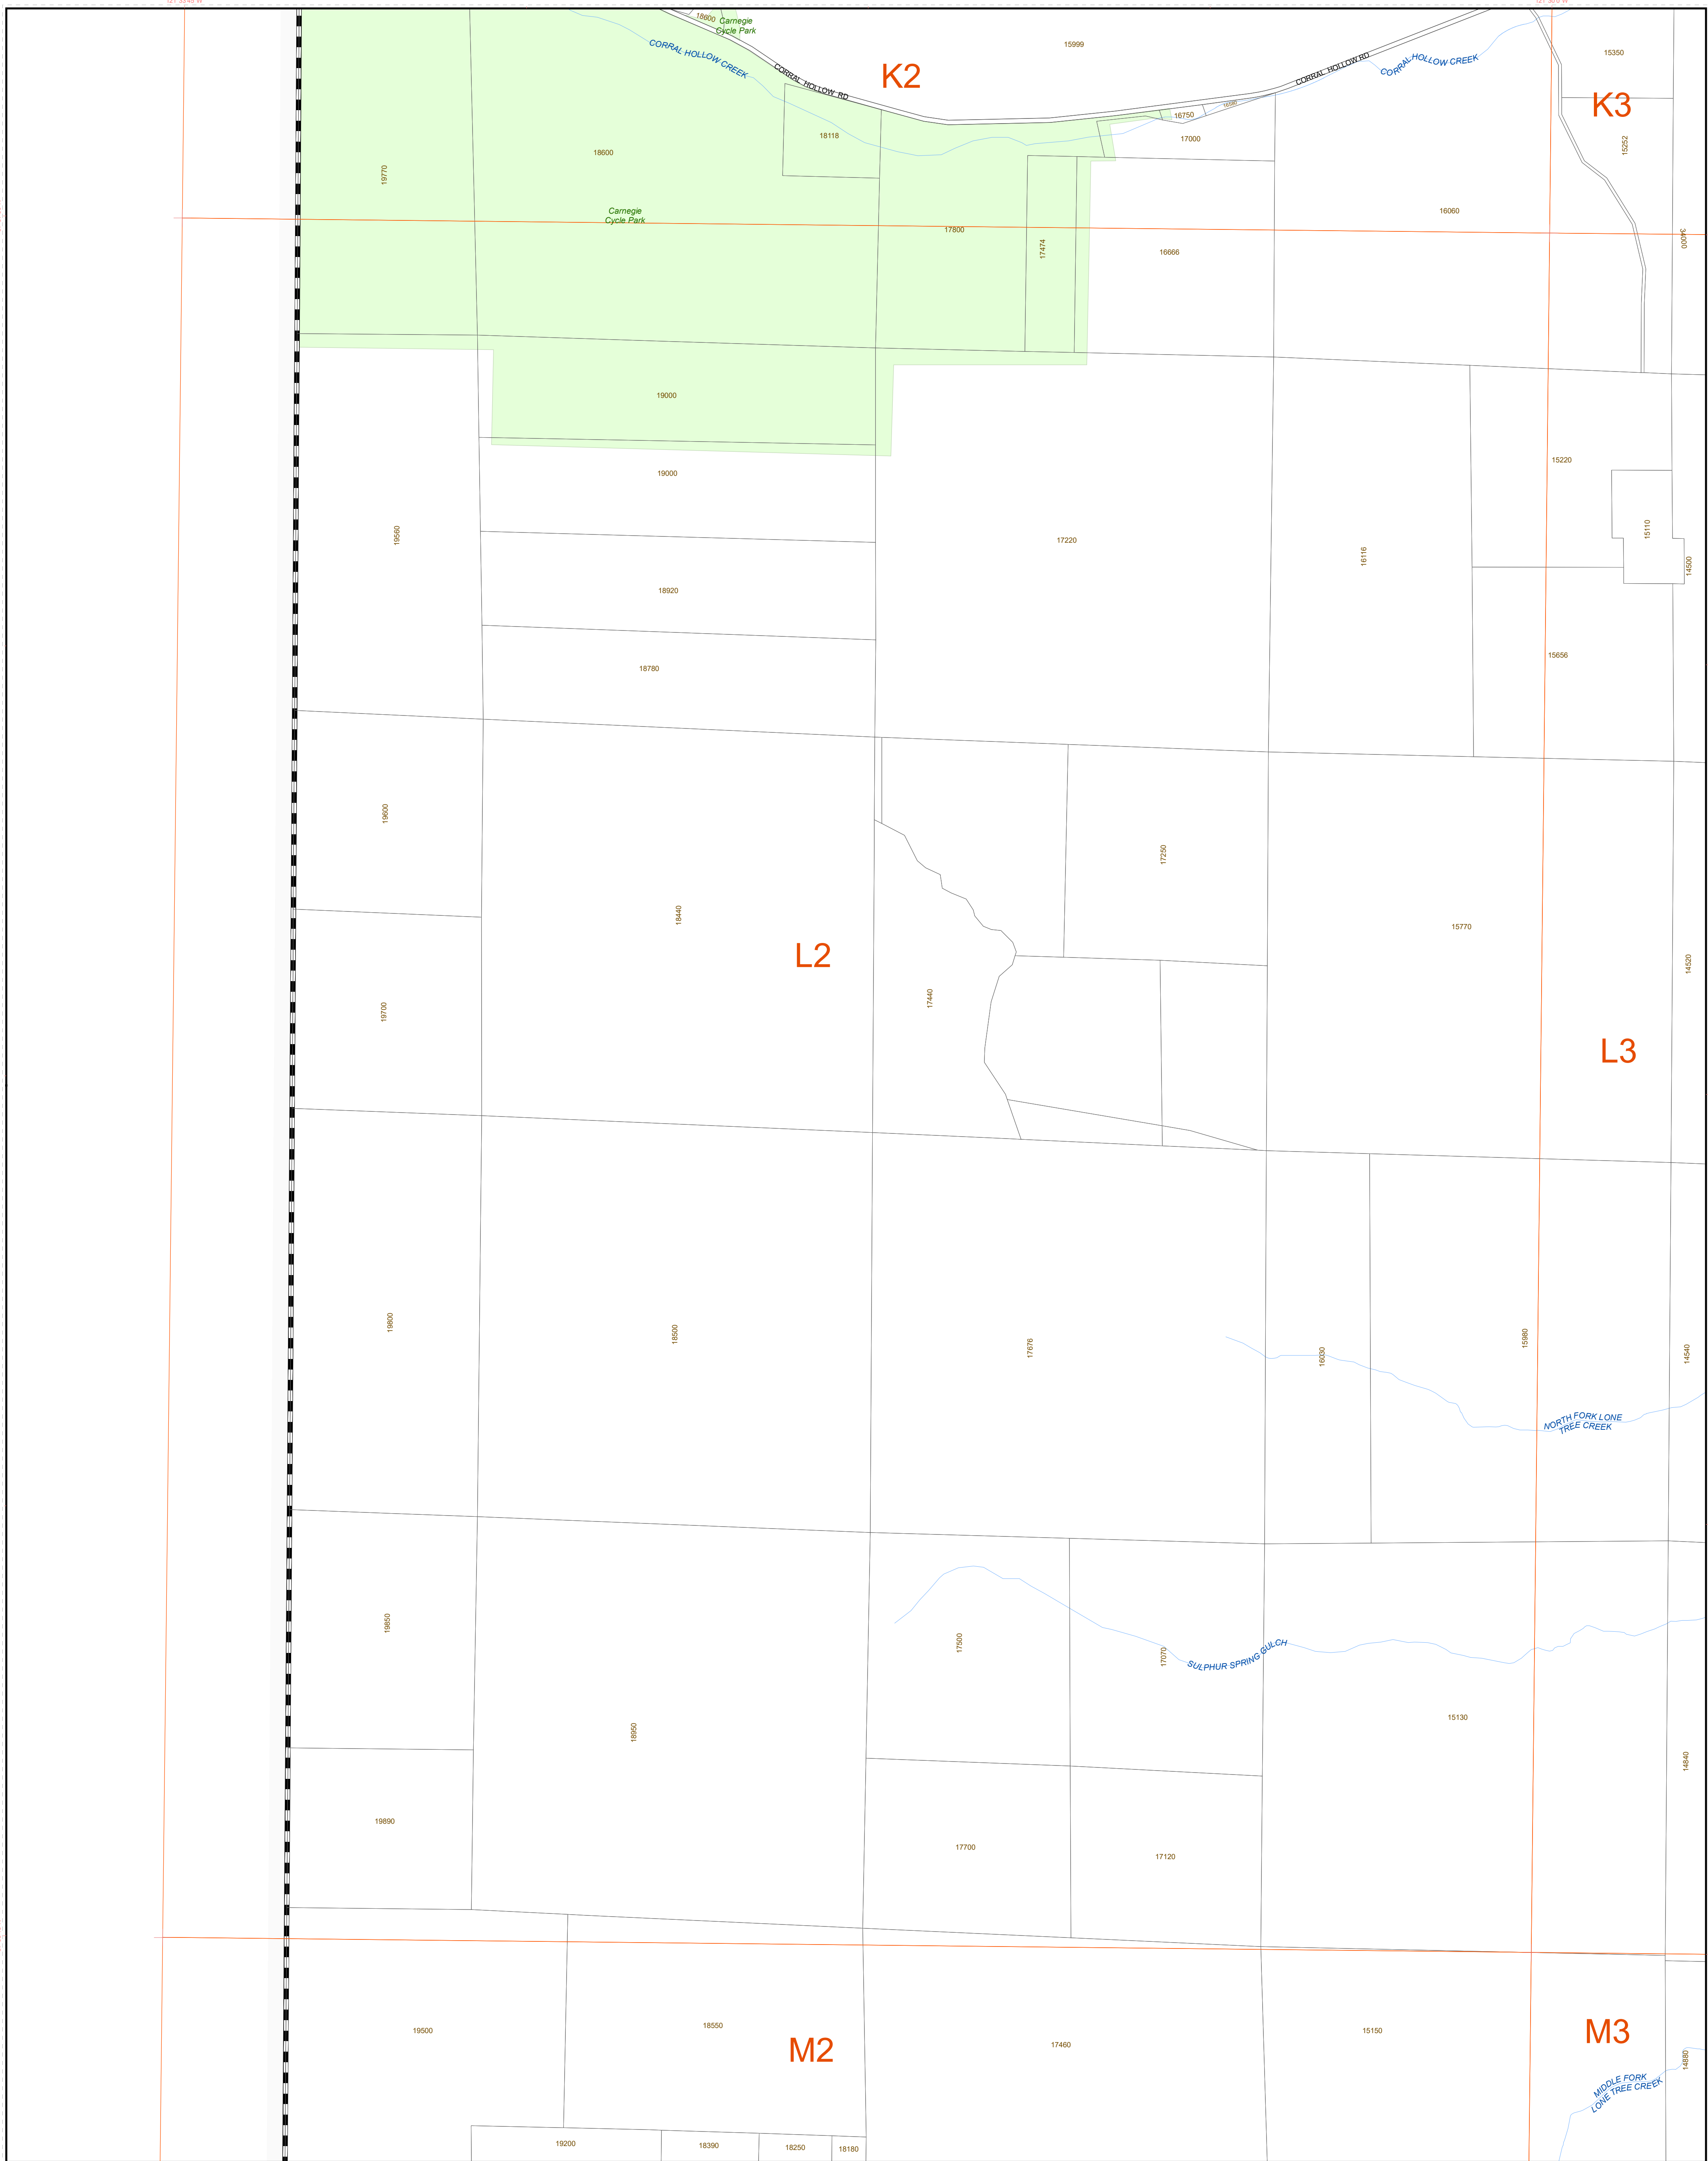 18600
Carnegie
Cycle Park
CORRAL HOLLOW CREEK
15999
K2
CORRAL HOLLOW RD
CORRAL HOLLOW RD
CORRAL HOLLOW CREEK
15350
K3
16750
18118
17000
15252
18600
19770
Carnegie
Cycle Park
16060
17800
17474
16666
34000
19000
19000
15220
19560
17220
16116
15110
14500
18920
18780
15656
19600
17250
18440
15770
L2
14520
17440
19700
L3
19800
18500
17676
16030
15980
14540
NORTH FORK LONE
TREE CREEK
19850
17500
17070
SULPHUR SPRING GULCH
18950
15130
14840
19890
17700
17120
19500
18550
M2
17460
15150
M3
14880
MIDDLE FORK
LONE TREE CREEK
19200
18390
18250
18180